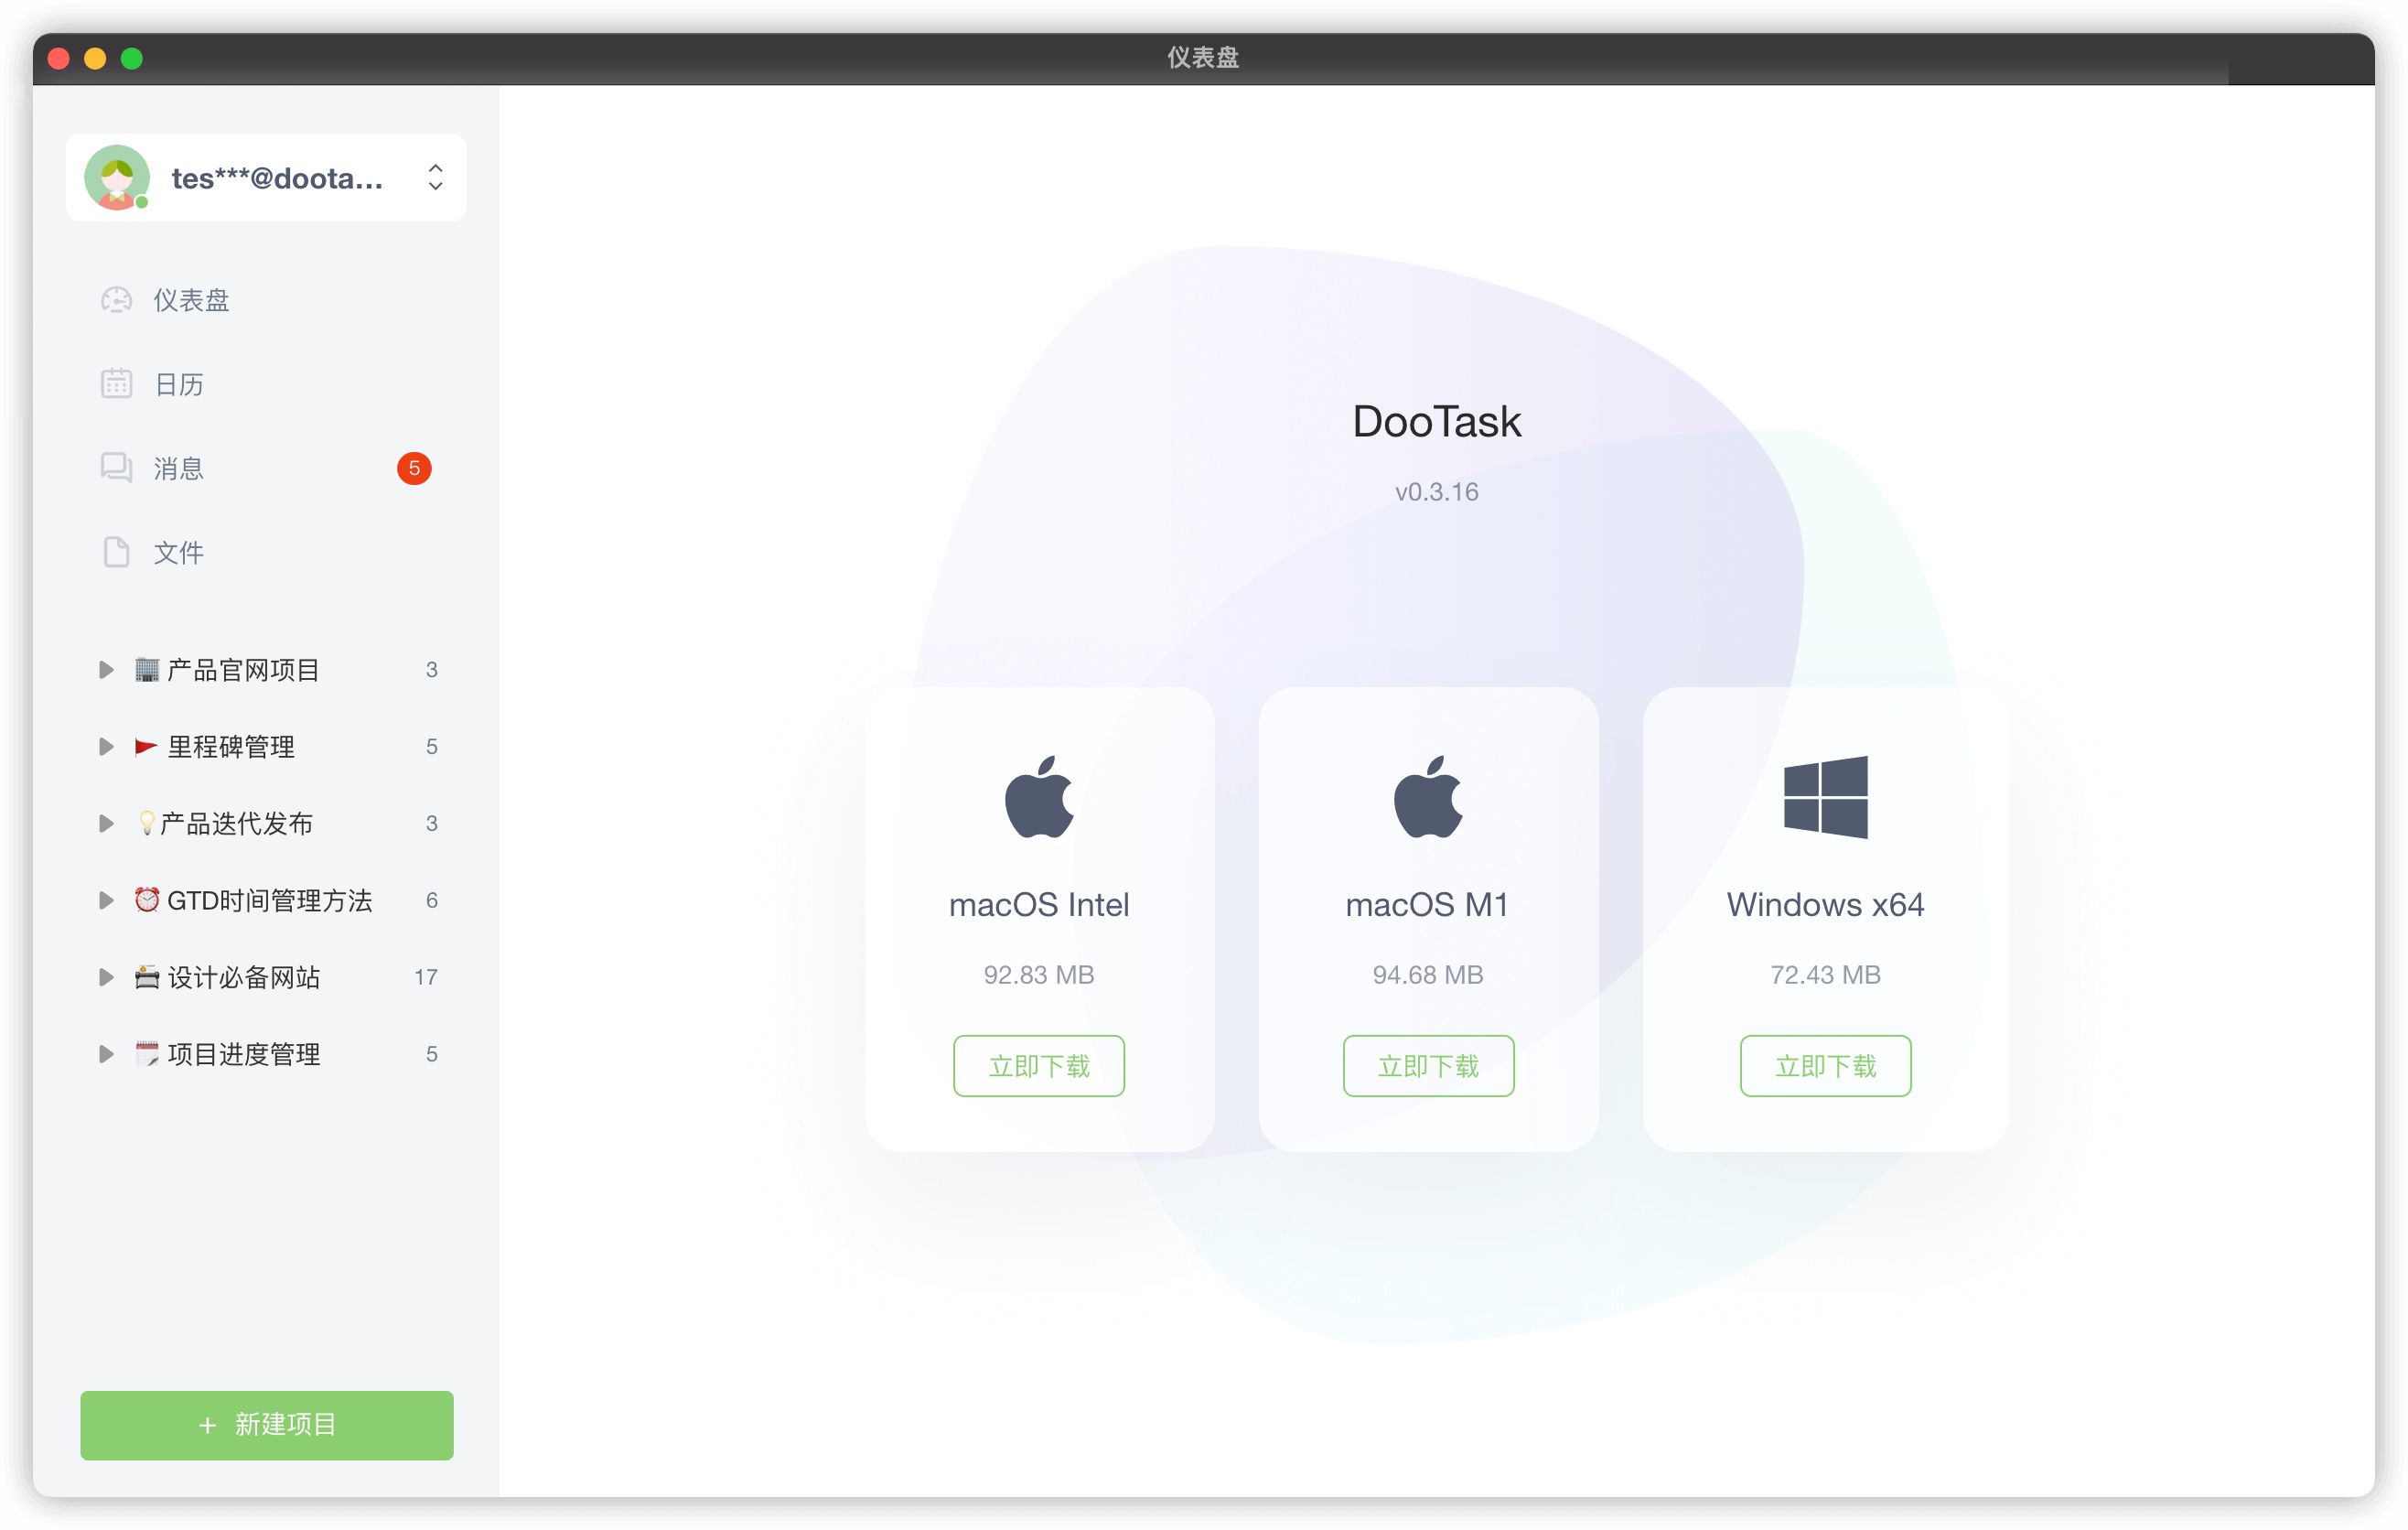 仪表盘
tes***@doota...
仪表盘
日历
消息 5
文件
产品官网项目 3
里程碑管理 5
产品迭代发布 3
GTD时间管理方法 6
设计必备网站 17
项目进度管理 5
+ 新建项目
DooTask
v0.3.16
macOS Intel
92.83 MB
立即下载
macOS M1
94.68 MB
立即下载
Windows x64
72.43 MB
立即下载